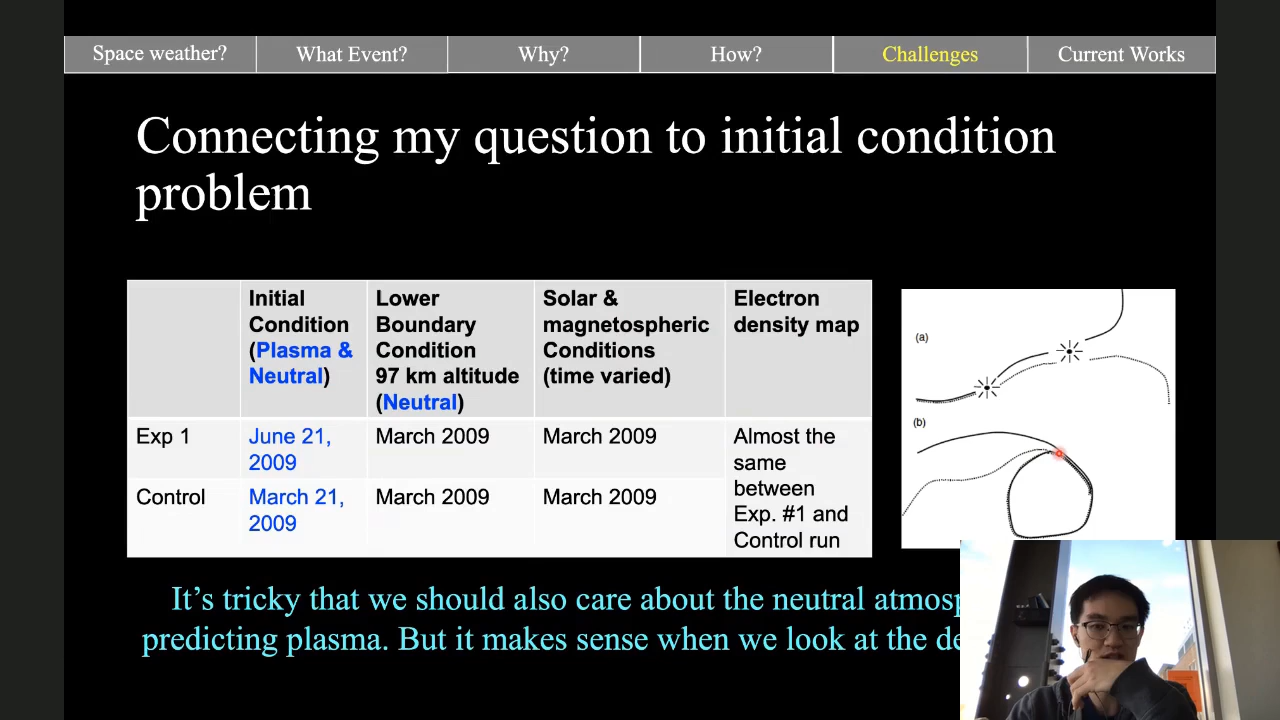 Space weather? What Event? Why? How? Challenges Current Works
Connecting my question to initial condition
problem
Initial Condition (Plasma & Neutral)
Lower Boundary Condition 97 km altitude (Neutral)
Solar & magnetospheric Conditions (time varied)
Electron density map
Exp 1
June 21, 2009
March 2009
March 2009
Almost the same between Exp. #1 and Control run
Control
March 21, 2009
March 2009
March 2009
(a)
(b)
It’s tricky that we should also care about the neutral
predicting plasma. But it makes sense when we look at the